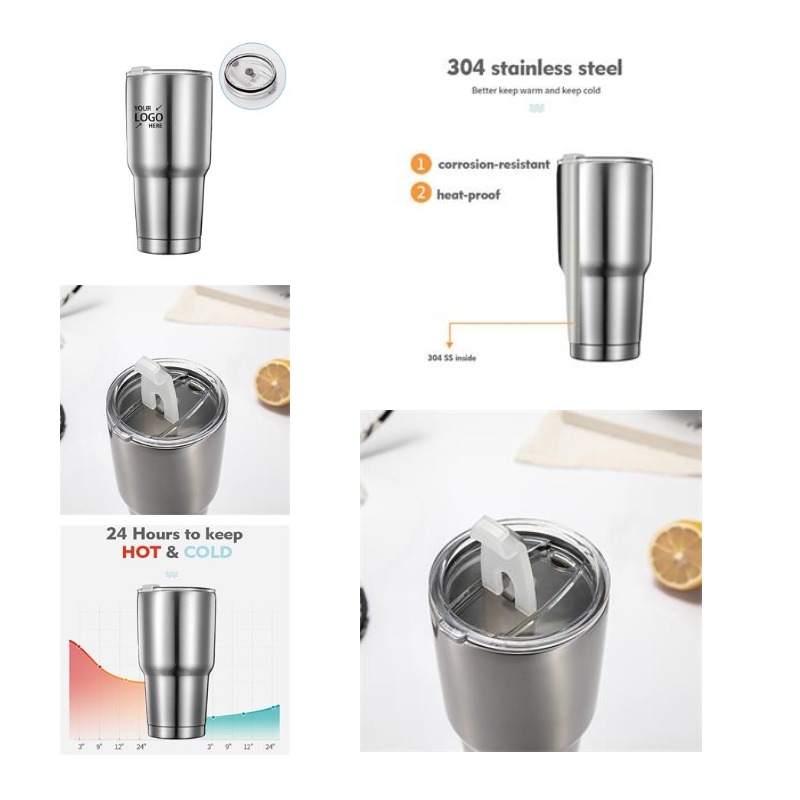 YOUR
LOGO
HERE
304 stainless steel
Better keep warm and keep cold
1 corrosion-resistant
2 heat-proof
304 SS inside
24 Hours to keep
HOT & COLD
3° 9° 12° 24°
3° 9° 12° 24°